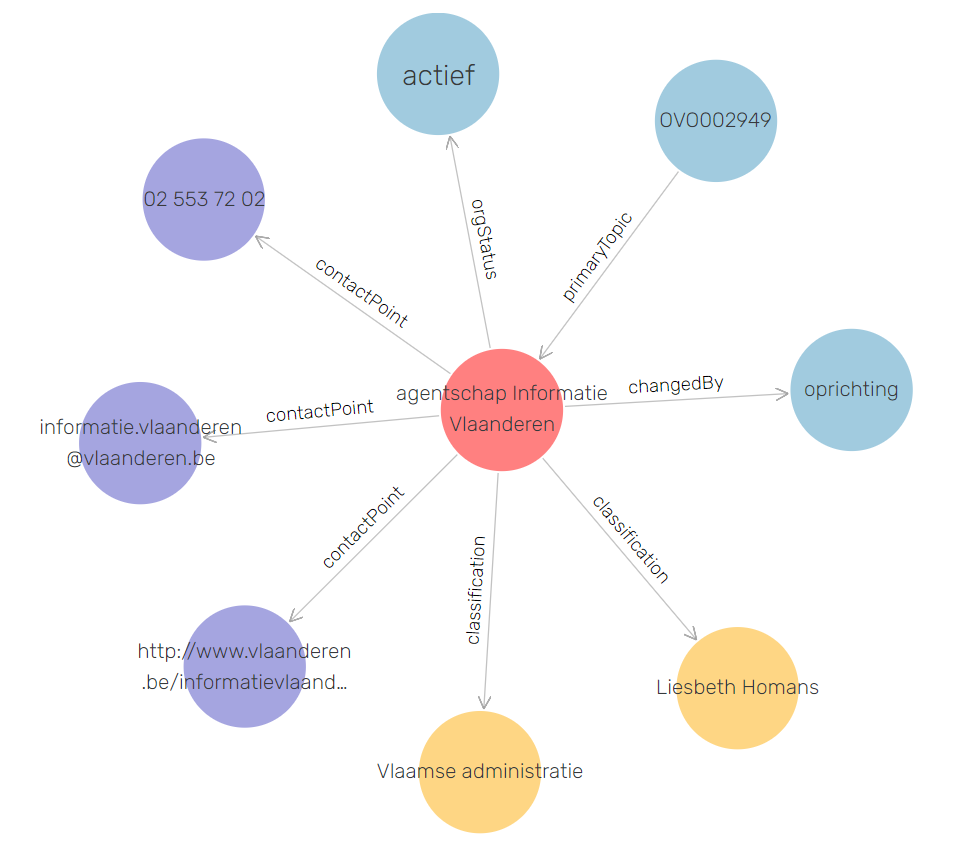 actief
OVO002949
02 553 72 02
orgStatus
primaryTopic
contactPoint
agentschap Informatie
Vlaanderen
changedBy
oprichting
contactPoint
informatie.vlaanderen
@vlaanderen.be
contactPoint
classification
classification
http://www.vlaanderen
.be/informatievlaand...
Liesbeth Homans
Vlaamse administratie